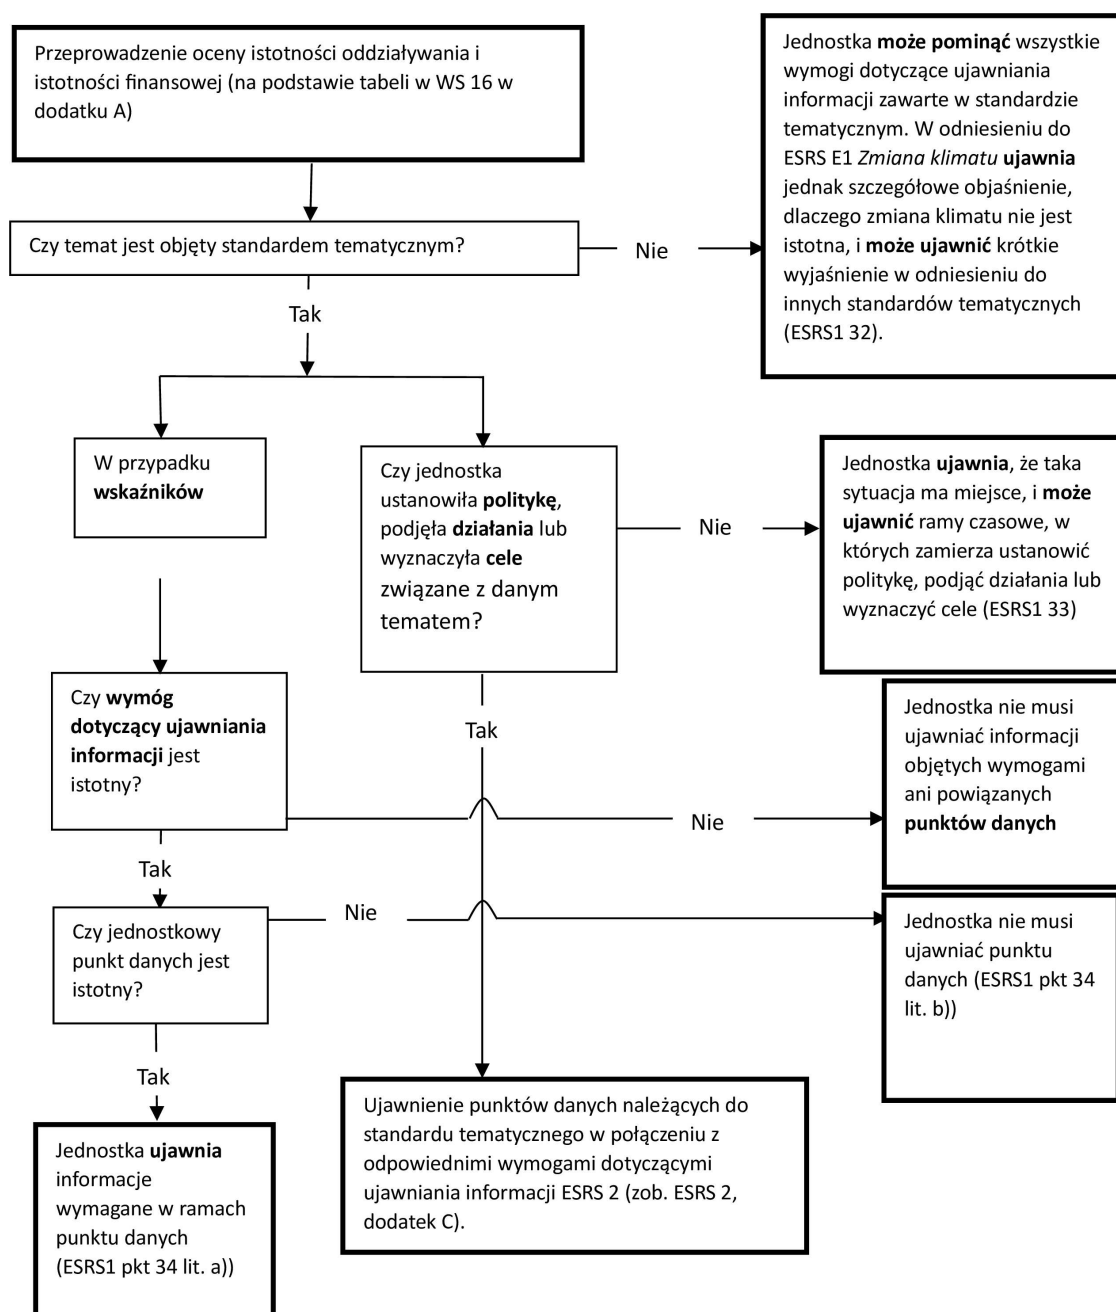 Przeprowadzenie oceny istotności oddziaływania i
istotności finansowej (na podstawie tabeli w WS 16 w
dodatku A)
Jednostka może pominąć wszystkie
wymogi dotyczące ujawniania
informacji zawarte w standardzie
tematycznym. W odniesieniu do
ESRS E1 Zmiana klimatu ujawnia
jednak szczegółowe objaśnienie,
dlaczego zmiana klimatu nie jest
istotna, i może ujawnić krótkie
wyjaśnienie w odniesieniu do
innych standardów tematycznych
(ESRS1 32).
Czy temat jest objęty standardem tematycznym?
Nie
Tak
W przypadku
wskaźników
Czy jednostka
ustanowiła politykę,
podjęła działania lub
wyznaczyła cele
związane z danym
tematem?
Nie
Jednostka ujawnia, że taka
sytuacja ma miejsce, i może
ujawnić ramy czasowe, w
których zamierza ustanowić
politykę, podjąć działania lub
wyznaczyć cele (ESRS1 33)
Czy wymóg
dotyczący ujawniania
informacji jest
istotny?
Tak
Nie
Jednostka nie musi
ujawniać informacji
objętych wymogami
ani powiązanych
punktów danych
Tak
Czy jednostkowy
punkt danych jest
istotny?
Nie
Jednostka nie musi
ujawniać punktu
danych (ESRS1 pkt 34
lit. b))
Tak
Jednostka ujawnia
informacje
wymagane w ramach
punktu danych
(ESRS1 pkt 34 lit. a))
Ujawnienie punktów danych należących do
standardu tematycznego w połączeniu z
odpowiednimi wymogami dotyczącymi
ujawniania informacji ESRS 2 (zob. ESRS 2,
dodatek C).